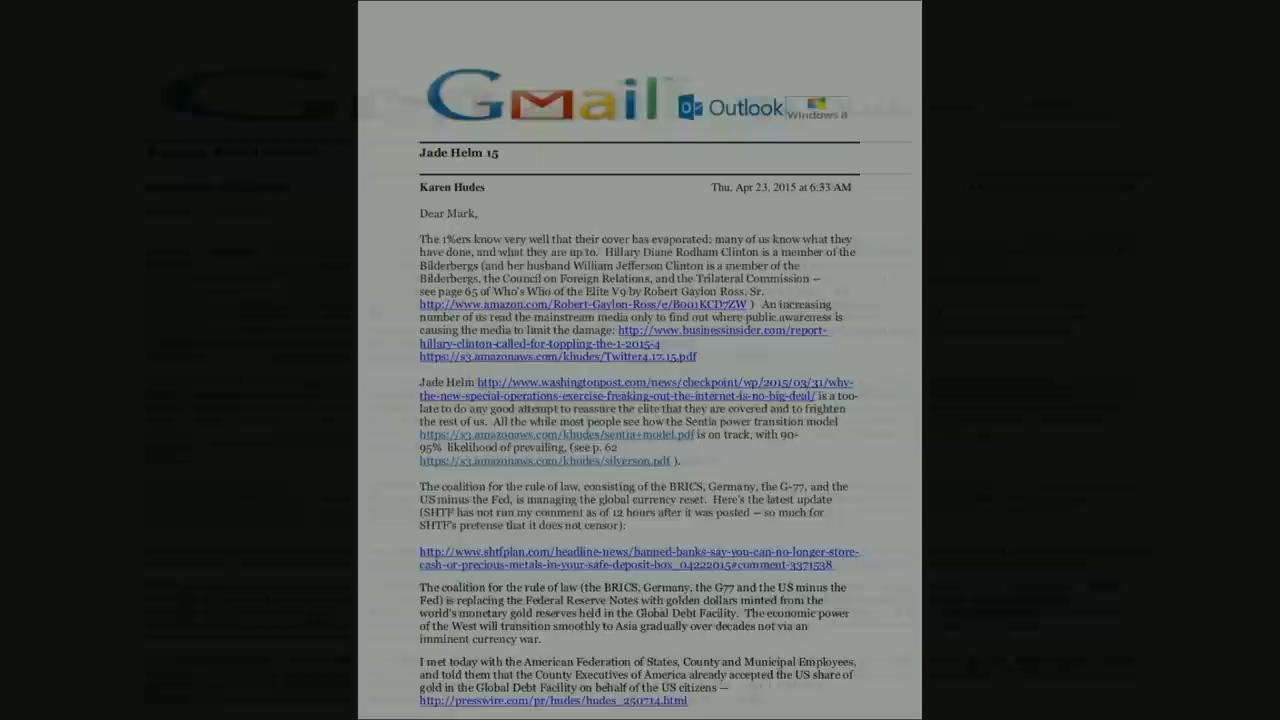 Gmail Outlook Windows 8
Jade Helm 15
Karen Hudes Thu, Apr 23, 2015 at 6:33 AM
Dear Mark,
The 1%ers know very well that their cover has evaporated; many of us know what they
have done, and what they are up to. Hillary Diane Rodham Clinton is a member of the
Bilderbergs (and her husband William Jefferson Clinton is a member of the
Bilderbergs, the Council on Foreign Relations, and the Trilateral Commission –
see page 65 of Who's Who of the Elite V9 by Robert Gaylon Ross, Sr.
http://www.amazon.com/Robert-Gaylon-Ross/e/B001KCD7ZW ) An increasing
number of us read the mainstream media only to find out where public awareness is
causing the media to limit the damage: http://www.businessinsider.com/report-
hillary-clinton-called-for-toppling-the-1-2015-4
https://s3.amazonaws.com/khudes/Twitter4.17.15.pdf
Jade Helm http://www.washingtonpost.com/news/checkpoint/wp/2015/03/31/why-
the-new-special-operations-exercise-freaking-out-the-internet-is-no-big-deal/ is a too-
late to do any good attempt to reassure the elite that they are covered and to frighten
the rest of us. All the while most people see how the Sentia power transition model
https://s3.amazonaws.com/khudes/sentia+model.pdf is on track, with 90-
95% likelihood of prevailing, (see p. 62
https://s3.amazonaws.com/khudes/silverson.pdf ).
The coalition for the rule of law, consisting of the BRICS, Germany, the G-77, and the
US minus the Fed, is managing the global currency reset. Here's the latest update
(SHTF has not run my comment as of 12 hours after it was posted – so much for
SHTF's pretense that it does not censor):
http://www.shtfplan.com/headline-news/banned-banks-say-you-can-no-longer-store-
cash-or-precious-metals-in-your-safe-deposit-box_04222015#comment-3371538
The coalition for the rule of law (the BRICS, Germany, the G77 and the US minus the
Fed) is replacing the Federal Reserve Notes with golden dollars minted from the
world's monetary gold reserves held in the Global Debt Facility. The economic power
of the West will transition smoothly to Asia gradually over decades not via an
imminent currency war.
I met today with the American Federation of States, County and Municipal Employees,
and told them that the County Executives of America already accepted the US share of
gold in the Global Debt Facility on behalf of the US citizens —
http://presswire.com/pr/hudes/hudes_250714.html